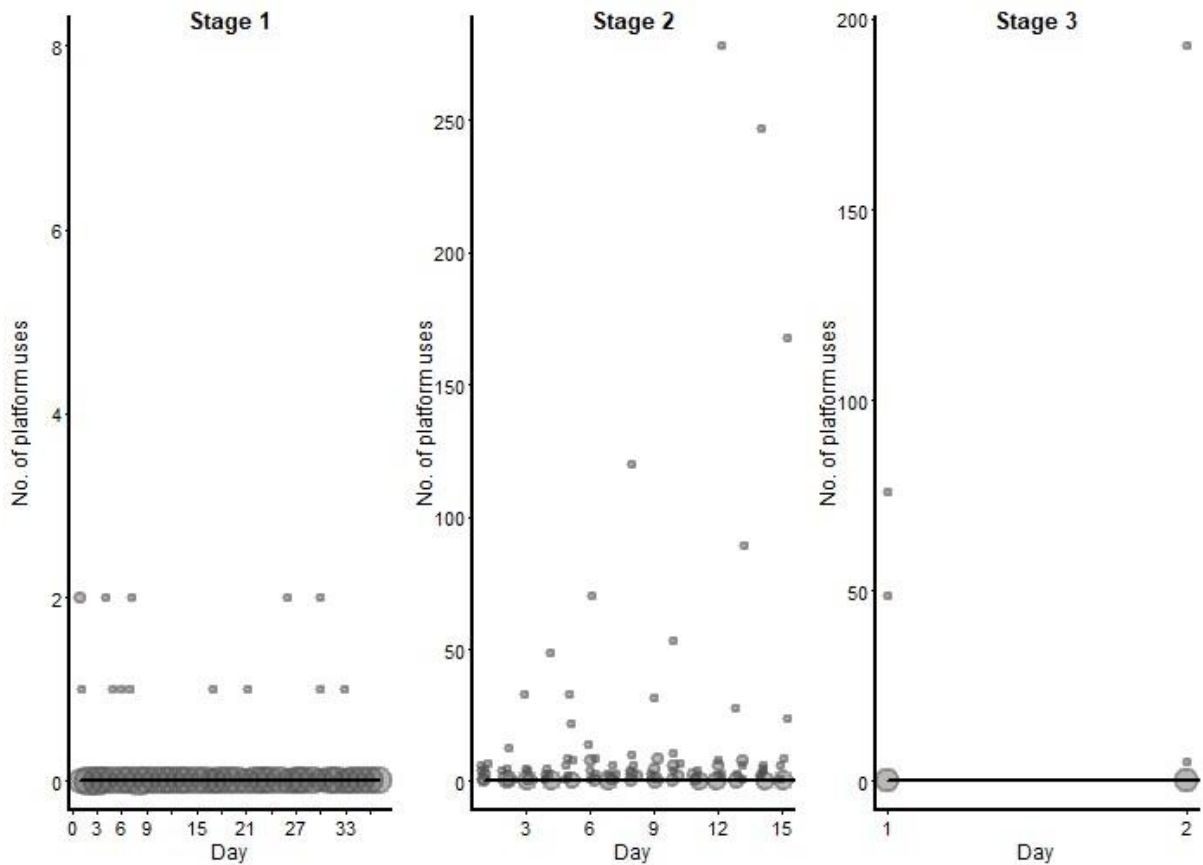 Stage 1
No. of platform uses
8
6
4
2
0
0 3 6 9 15 21 27 33
Day
Stage 2
No. of platform uses
250
200
150
100
50
0
3 6 9 12 15
Day
Stage 3
No. of platform uses
200
150
100
50
0
1 2
Day